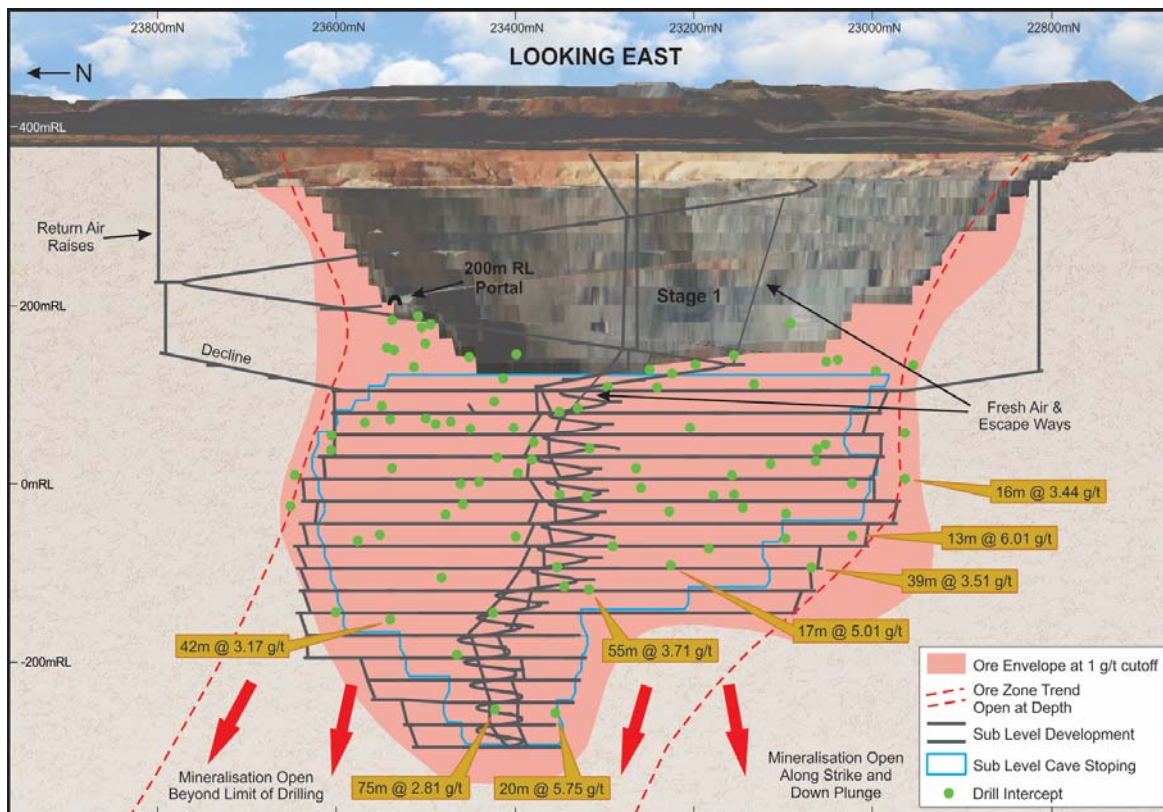 23800mN
23600mN
23400mN
23200mN
23000mN
22800mN
LOOKING EAST
N
400mRL
Return Air
Raises
200m RL
Portal
Stage 1
200mRL
Decline
Fresh Air &
Escape Ways
0mRL
16m @ 3.44 g/t
13m @ 6.01 g/t
39m @ 3.51 g/t
17m @ 5.01 g/t
55m @ 3.71 g/t
42m @ 3.17 g/t
-200mRL
Ore Envelope at 1 g/t cutoff
Ore Zone Trend
Open at Depth
Sub Level Development
Sub Level Cave Stoping
Drill Intercept
Mineralisation Open
Beyond Limit of Drilling
75m @ 2.81 g/t
20m @ 5.75 g/t
Mineralisation Open
Along Strike and
Down Plunge